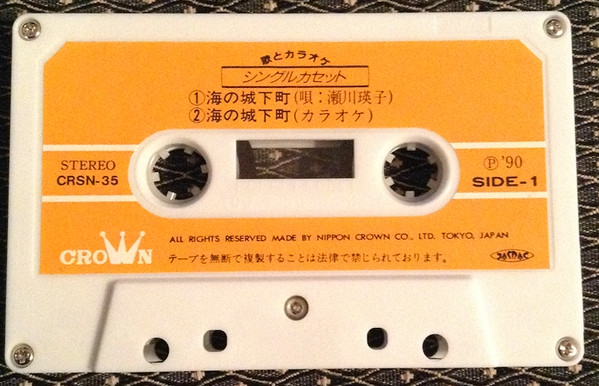 歌とカラオケ
シングルカセット
①海の城下町(唄：瀬川瑛子)
②海の城下町(カラオケ)
STEREO
CRSN-35
Ⓟ'90
SIDE-1
CROWN
ALL RIGHTS RESERVED MADE BY NIPPON CROWN CO., LTD. TOKYO, JAPAN
テープを無断で複製することは法律で禁じられております。
JASRAC